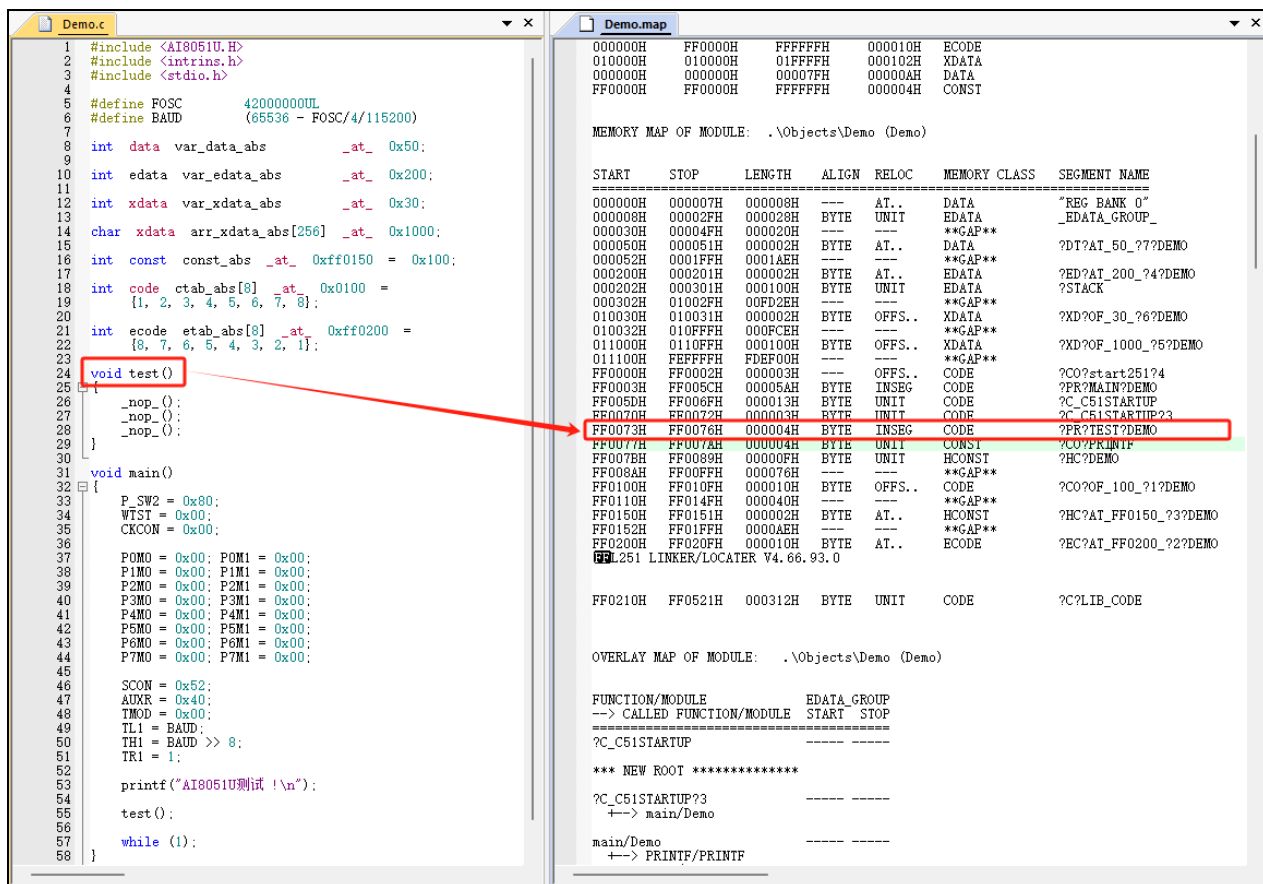 Demo.c
1 #include <AI8051U.H>
2 #include <intrins.h>
3 #include <stdio.h>
4
5 #define FOSC 42000000UL
6 #define BAUD (65536 - FOSC/4/115200)
7
8 int data var_data_abs _at_ 0x50;
9
10 int edata var_edata_abs _at_ 0x200;
11
12 int xdata var_xdata_abs _at_ 0x30;
13
14 char xdata arr_xdata_abs[256] _at_ 0x1000;
15
16 int const const_abs _at_ 0xff0150 = 0x100;
17
18 int code ctab_abs[8] _at_ 0x0100 =
19 {1, 2, 3, 4, 5, 6, 7, 8};
20
21 int ecode etab_abs[8] _at_ 0xff0200 =
22 {8, 7, 6, 5, 4, 3, 2, 1};
23
24 void test()
25 {
26 _nop_();
27 _nop_();
28 _nop_();
29 }
30
31 void main()
32 {
33 P_SW2 = 0x80;
34 WTST = 0x00;
35 CKCON = 0x00;
36
37 P0M0 = 0x00; P0M1 = 0x00;
38 P1M0 = 0x00; P1M1 = 0x00;
39 P2M0 = 0x00; P2M1 = 0x00;
40 P3M0 = 0x00; P3M1 = 0x00;
41 P4M0 = 0x00; P4M1 = 0x00;
42 P5M0 = 0x00; P5M1 = 0x00;
43 P6M0 = 0x00; P6M1 = 0x00;
44 P7M0 = 0x00; P7M1 = 0x00;
45
46 SCON = 0x52;
47 AUXR = 0x40;
48 TMOD = 0x00;
49 TL1 = BAUD;
50 TH1 = BAUD >> 8;
51 TR1 = 1;
52
53 printf("AI8051U测试 !\n");
54
55 test();
56
57 while (1);
58 }
Demo.map
000000H FF0000H FFFFFFH 000010H ECODE
010000H 010000H 01FFFFH 000102H XDATA
000000H 000000H 00007FH 00000AH DATA
FF0000H FF0000H FFFFFFH 000004H CONST
MEMORY MAP OF MODULE: .\Objects\Demo (Demo)
START STOP LENGTH ALIGN RELOC MEMORY CLASS SEGMENT NAME
=========================================================================
000000H 000007H 000008H --- AT.. DATA "REG BANK 0"
000008H 00002FH 000028H BYTE UNIT EDATA _EDATA_GROUP_
000030H 00004FH 000020H --- --- **GAP**
000050H 000051H 000002H BYTE AT.. DATA ?DT?AT_50_?7?DEMO
000052H 0001FFH 0001AEH --- --- **GAP**
000200H 000201H 000002H BYTE AT.. EDATA ?ED?AT_200_?4?DEMO
000202H 000301H 000100H BYTE UNIT EDATA ?STACK
000302H 01002FH 00FD2EH --- --- **GAP**
010030H 010031H 000002H BYTE OFFS.. XDATA ?XD?OF_30_?6?DEMO
010032H 010FFFH 000FCEH --- --- **GAP**
011000H 0110FFH 000100H BYTE OFFS.. XDATA ?XD?OF_1000_?5?DEMO
011100H FEFFFFH FDEF00H --- --- **GAP**
FF0000H FF0002H 000003H --- OFFS.. CODE ?CO?start251?4
FF0003H FF005CH 00005AH BYTE INSEG CODE ?PR?MAIN?DEMO
FF005DH FF006FH 000013H BYTE UNIT CODE ?C_C51STARTUP
FF0070H FF0072H 000003H BYTE UNIT CODE ?C_C51STARTUP?3
FF0073H FF0076H 000004H BYTE INSEG CODE ?PR?TEST?DEMO
FF0077H FF007AH 000004H BYTE UNIT CONST ?CO?PRINTF
FF007BH FF0089H 00000FH BYTE UNIT HCONST ?HC?DEMO
FF008AH FF00FFH 000076H --- --- **GAP**
FF0100H FF010FH 000010H BYTE OFFS.. CODE ?CO?OF_100_?1?DEMO
FF0110H FF014FH 000040H --- --- **GAP**
FF0150H FF0151H 000002H BYTE AT.. HCONST ?HC?AT_FF0150_?3?DEMO
FF0152H FF01FFH 0000AEH --- --- **GAP**
FF0200H FF020FH 000010H BYTE AT.. ECODE ?EC?AT_FF0200_?2?DEMO
FFL251 LINKER/LOCATER V4.66.93.0
FF0210H FF0521H 000312H BYTE UNIT CODE ?C?LIB_CODE
OVERLAY MAP OF MODULE: .\Objects\Demo (Demo)
FUNCTION/MODULE EDATA_GROUP
--> CALLED FUNCTION/MODULE START STOP
=======================================
?C_C51STARTUP ----- -----
*** NEW ROOT **************
?C_C51STARTUP?3 ----- -----
+--> main/Demo
main/Demo ----- -----
+--> PRINTF/PRINTF